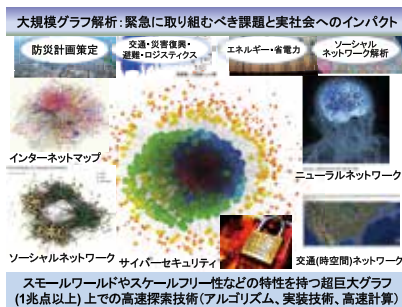 大規模グラフ解析：緊急に取り組むべき課題と実社会へのインパクト
防災計画策定
交通・災害復興・
避難・ロジスティクス
エネルギー・省電力
ソーシャル
ネットワーク解析
インターネットマップ
ニューラルネットワーク
ソーシャルネットワーク
サイバーセキュリティ
交通(時空間)ネットワーク
スモールワールドやスケールフリー性などの特性を持つ超巨大グラフ
(1兆点以上)上での高速探索技術(アルゴリズム、実装技術、高速計算)